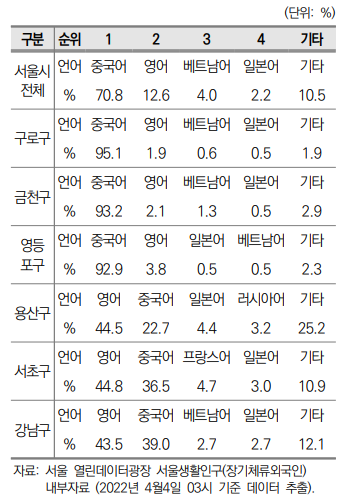 (단위: %)
구분 순위 1 2 3 4 기타
서울시 전체 언어 중국어 영어 베트남어 일본어 기타
% 70.8 12.6 4.0 2.2 10.5
구로구 언어 중국어 영어 베트남어 일본어 기타
% 95.1 1.9 0.6 0.5 1.9
금천구 언어 중국어 영어 베트남어 일본어 기타
% 93.2 2.1 1.3 0.5 2.9
영등 포구 언어 중국어 영어 일본어 베트남어 기타
% 92.9 3.8 0.5 0.5 2.3
용산구 언어 영어 중국어 일본어 러시아어 기타
% 44.5 22.7 4.4 3.2 25.2
서초구 언어 영어 중국어 프랑스어 일본어 기타
% 44.8 36.5 4.7 3.0 10.9
강남구 언어 영어 중국어 베트남어 일본어 기타
% 43.5 39.0 2.7 2.7 12.1
자료: 서울 열린데이터광장 서울생활인구(장기체류외국인)
내부자료 (2022년 4월4일 03시 기준 데이터 추출).